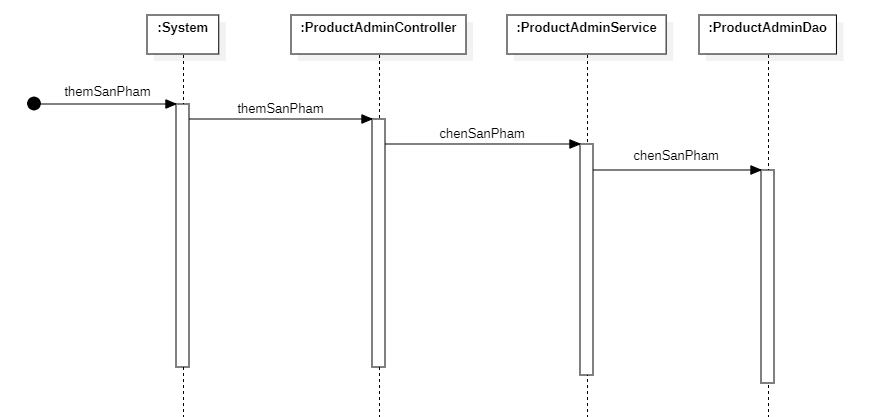 :System
:ProductAdminController
:ProductAdminService
:ProductAdminDao
themSanPham
themSanPham
chenSanPham
chenSanPham